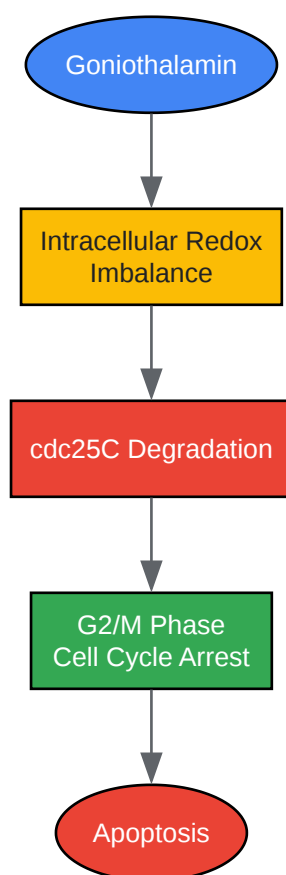 Goniothalamin
Intracellular Redox
Imbalance
cdc25C Degradation
G2/M Phase
Cell Cycle Arrest
Apoptosis